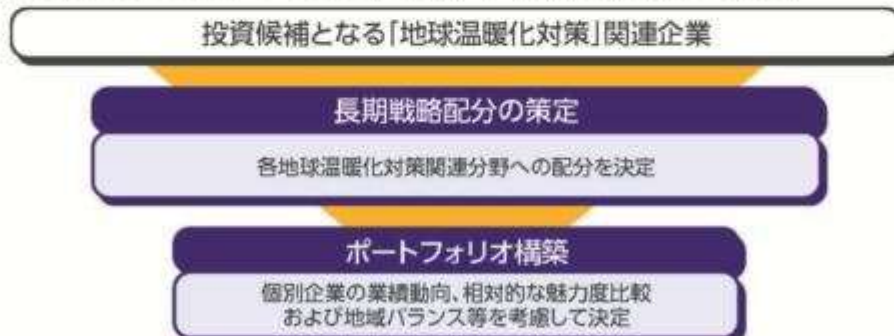 投資候補となる「地球温暖化対策」関連企業
長期戦略配分の策定
各地球温暖化対策関連分野への配分を決定
ポートフォリオ構築
個別企業の業績動向、相対的な魅力度比較
および地域バランス等を考慮して決定